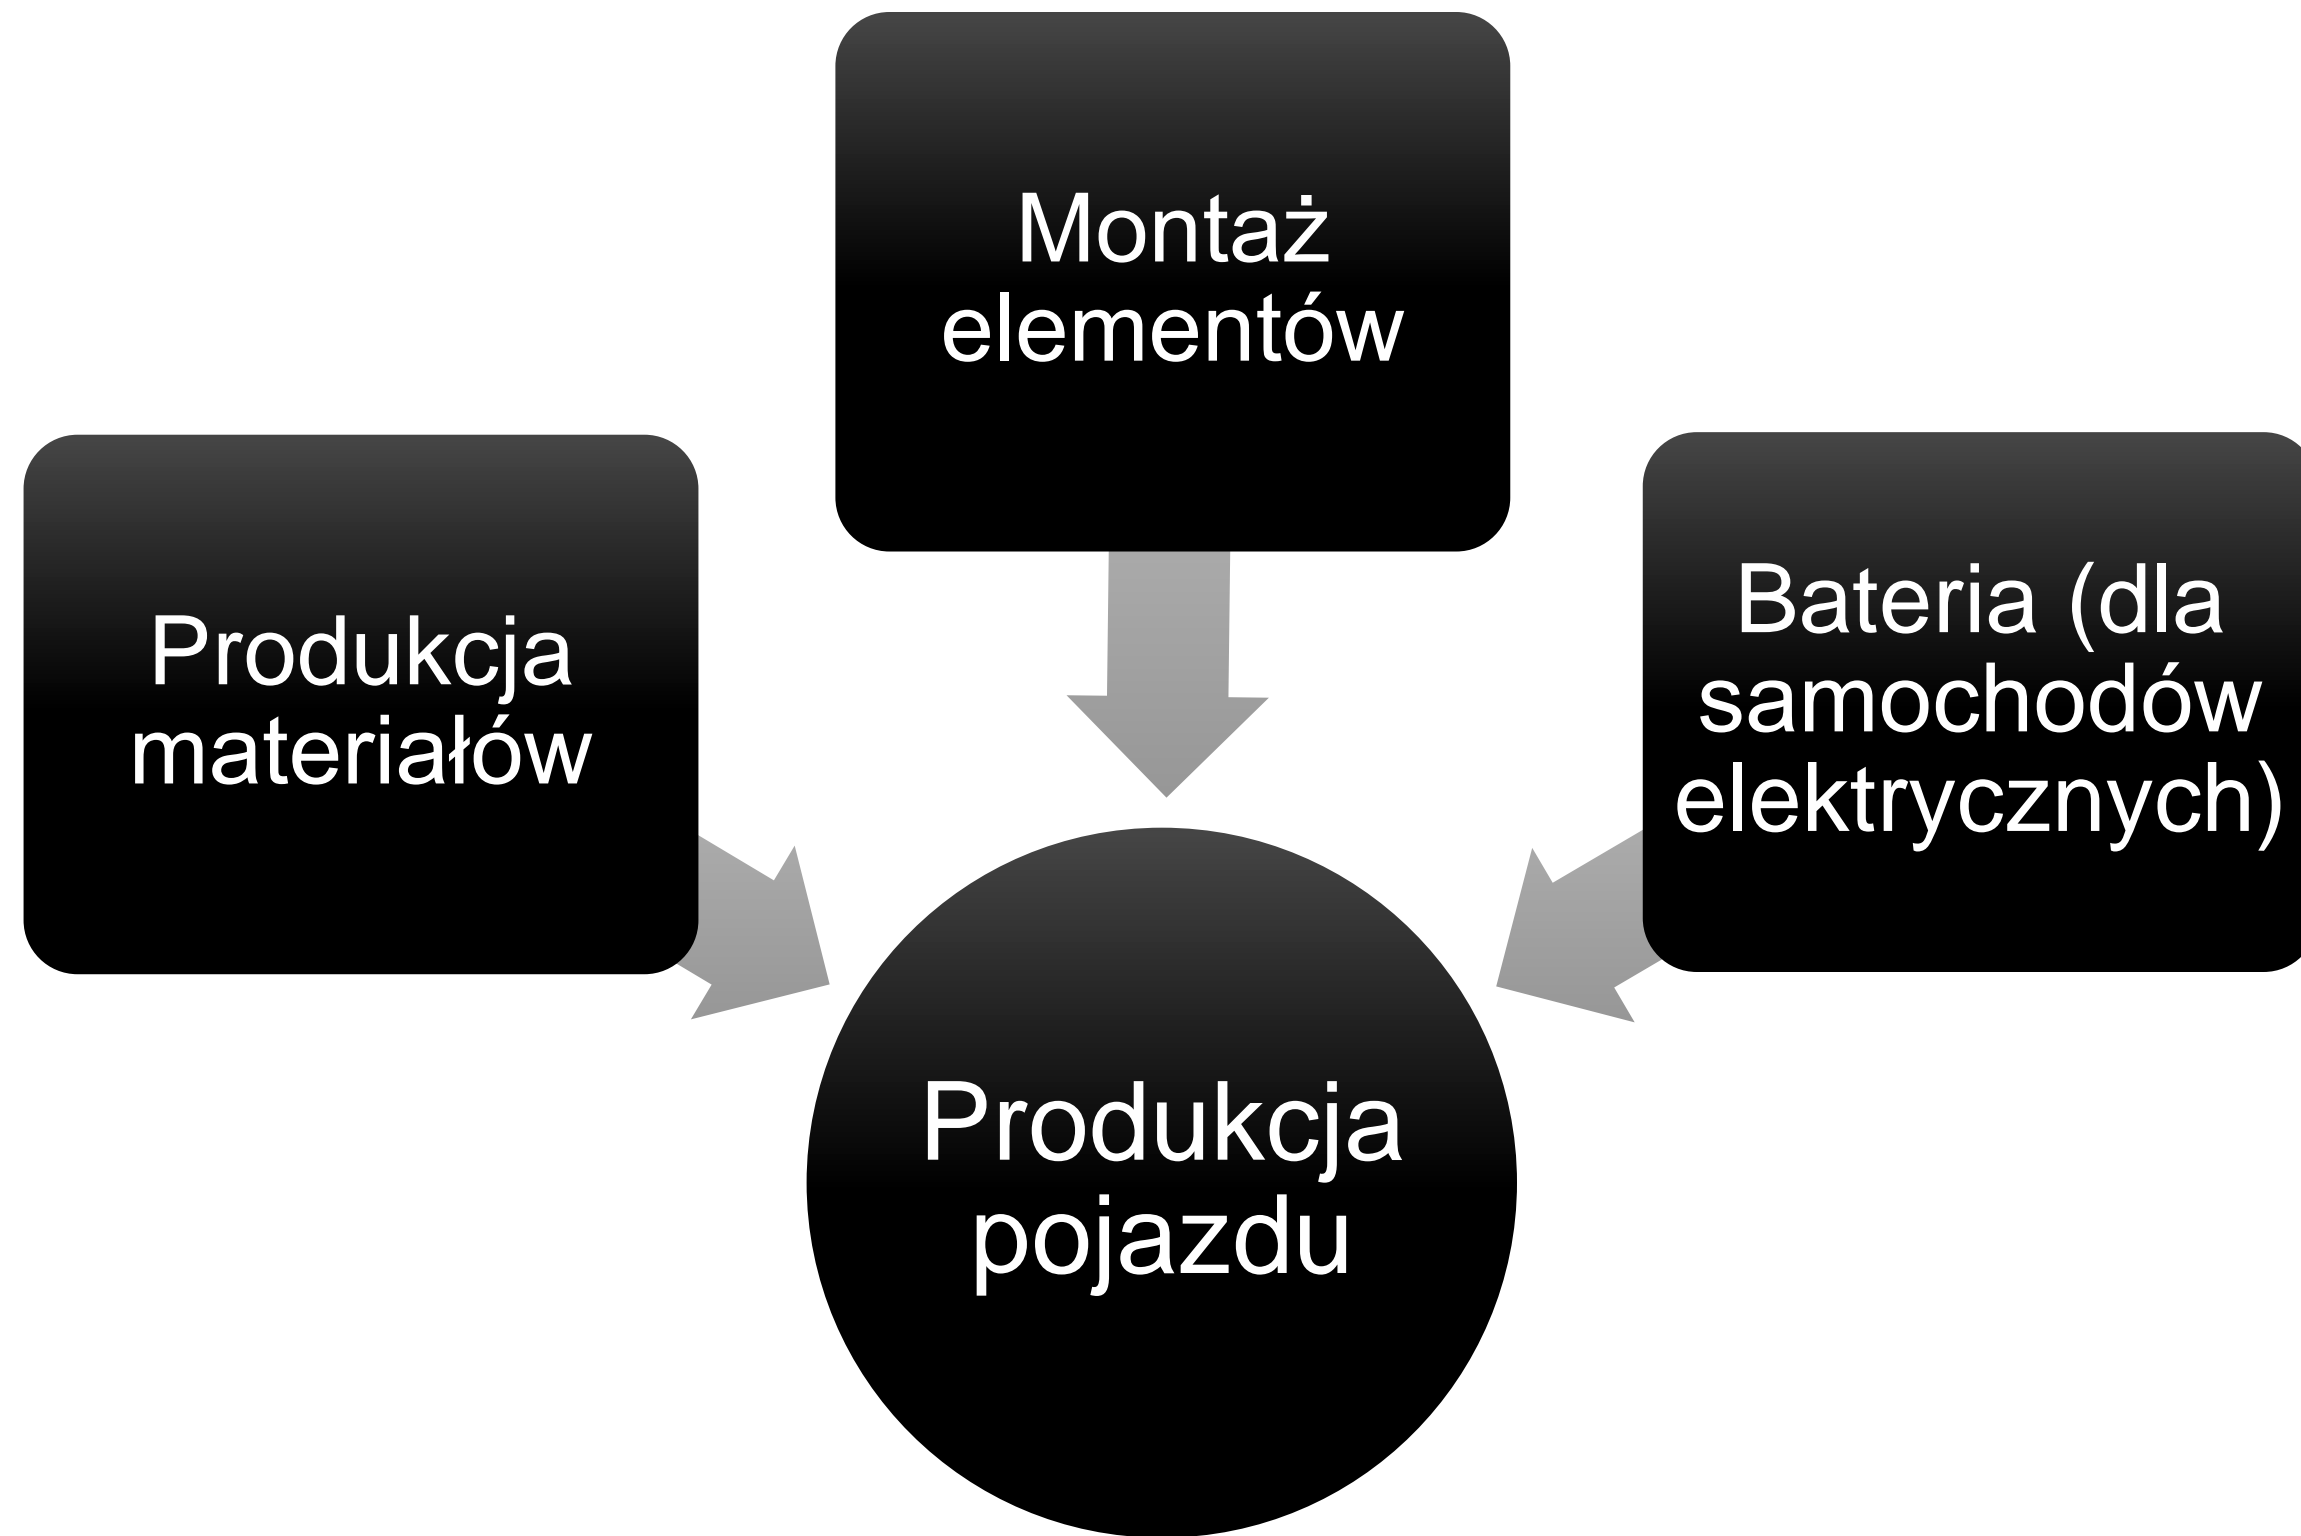 Montaż
elementów
Produkcja
materiałów
Bateria (dla
samochodów
elektrycznych)
Produkcja
pojazdu